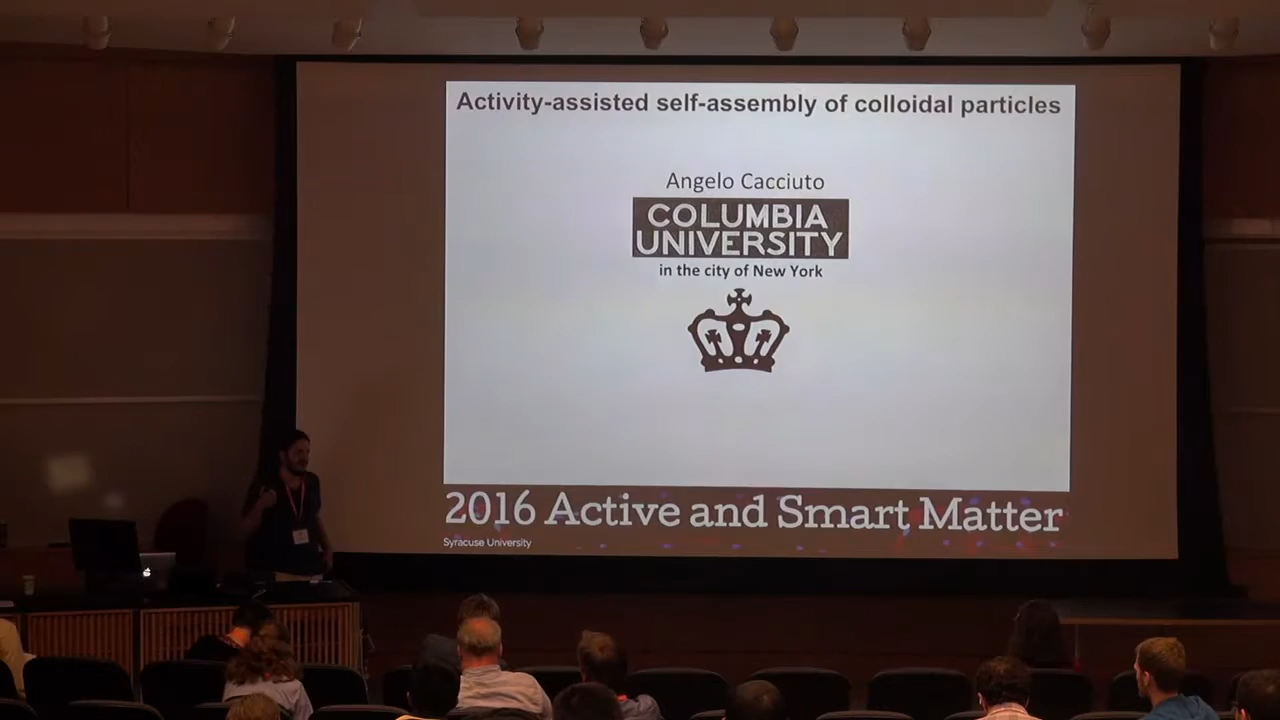 Activity-assisted self-assembly of colloidal particles
Angelo Cacciuto
COLUMBIA
UNIVERSITY
in the city of New York
2016 Active and Smart Matter
Syracuse University